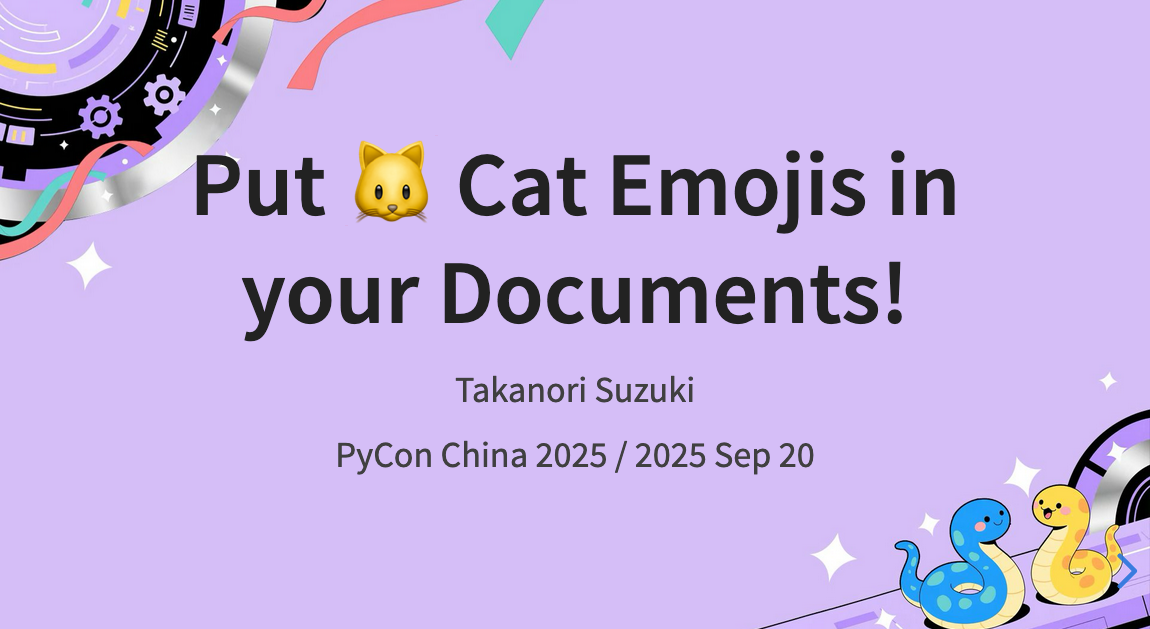 Put 🐱 Cat Emojis in
your Documents!
Takanori Suzuki
PyCon China 2025 / 2025 Sep 20